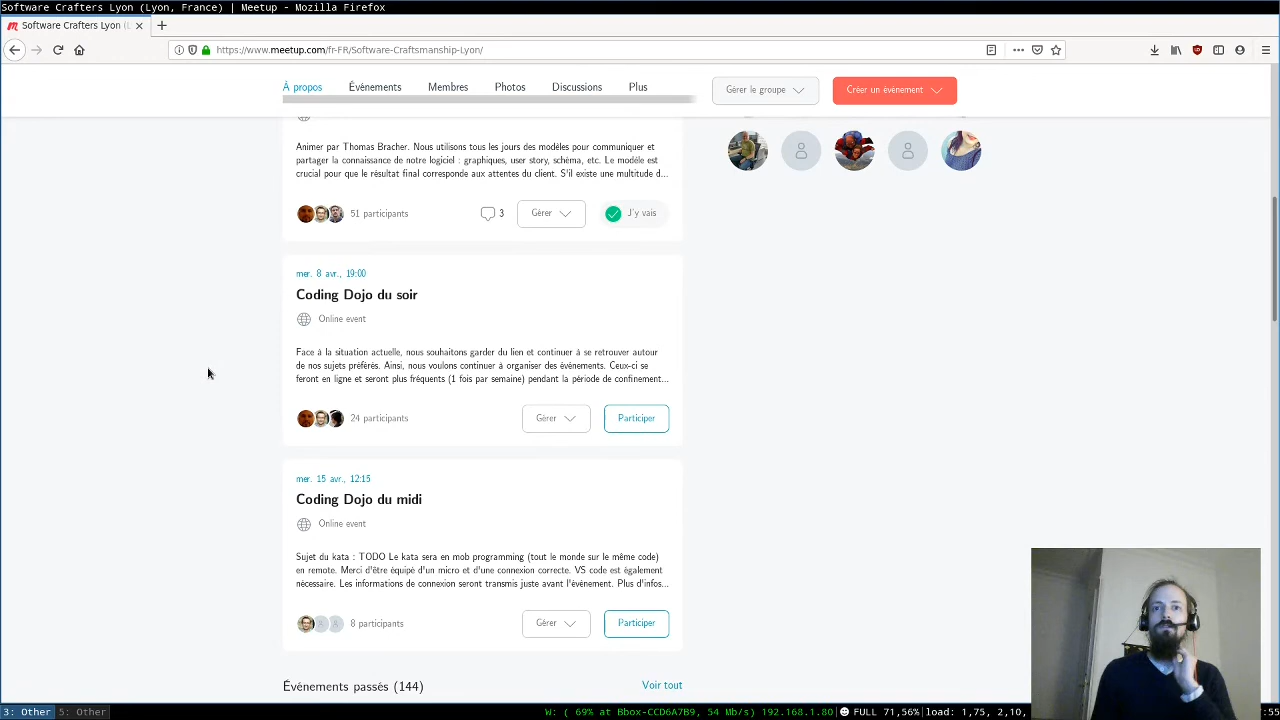 Software Crafters Lyon (Lyon, France) | Meetup - Mozilla Firefox
Software Crafters Lyon (L
https://www.meetup.com/fr-FR/Software-Craftsmanship-Lyon/
À propos Événements Membres Photos Discussions Plus
Gérer le groupe
Créer un événement
Animer par Thomas Bracher. Nous utilisons tous les jours des modèles pour communiquer et
partager la connaissance de notre logiciel : graphiques, user story, schéma, etc. Le modèle est
crucial pour que le résultat final corresponde aux attentes du client. S'il existe une multitude d...
51 participants 3 Gérer J'y vais
mer. 8 avr., 19:00
Coding Dojo du soir
Online event
Face à la situation actuelle, nous souhaitons garder du lien et continuer à se retrouver autour
de nos sujets préférés. Ainsi, nous voulons continuer à organiser des événements. Ceux-ci se
feront en ligne et seront plus fréquents (1 fois par semaine) pendant la période de confinement...
24 participants Gérer Participer
mer. 15 avr., 12:15
Coding Dojo du midi
Online event
Sujet du kata : TODO Le kata sera en mob programming (tout le monde sur le même code)
en remote. Merci d'être équipé d'un micro et d'une connexion correcte. VS code est également
nécessaire. Les informations de connexion seront transmis juste avant l'événement. Plus d'infos...
8 participants Gérer Participer
Événements passés (144) Voir tout
3: Other 5: Other W: ( 69% at Bbox-CCD6A7B9, 54 Mb/s) 192.168.1.80 | FULL 71,56% | load: 1,75, 2,10, :55